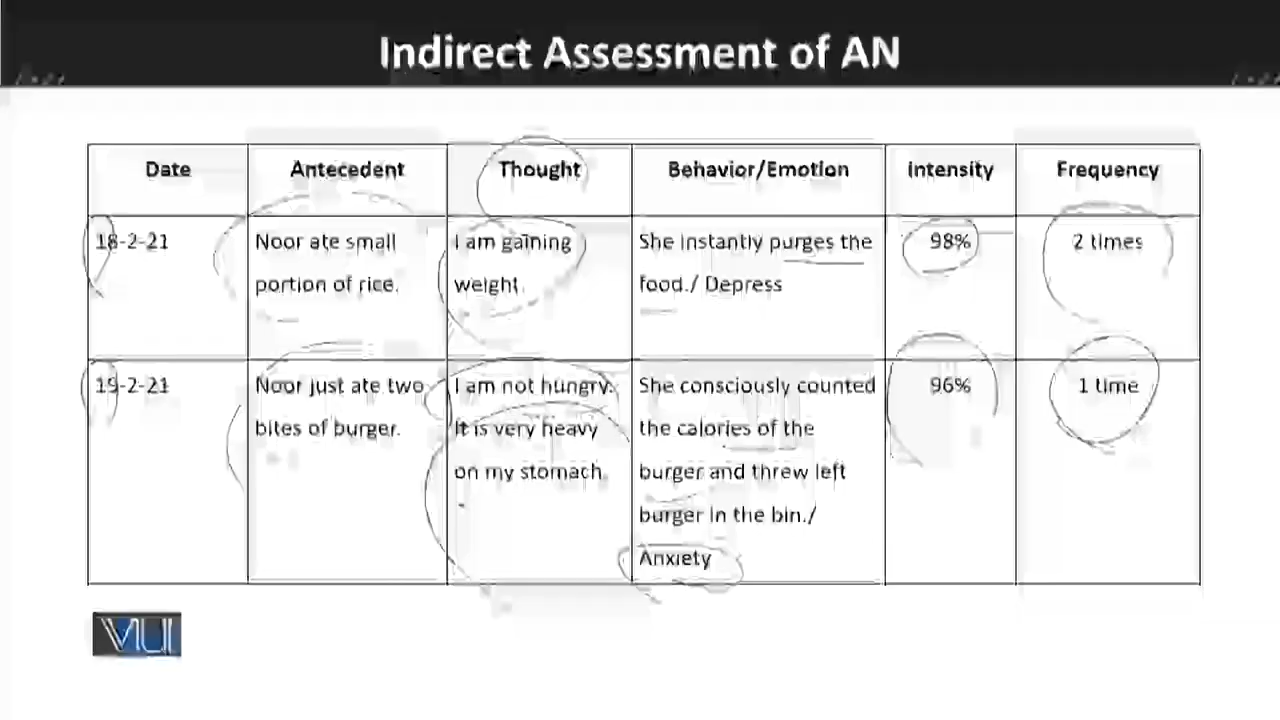 Indirect Assessment of AN
Date Antecedent Thought Behavior/Emotion Intensity Frequency
18-2-21 Noor ate small I am gaining She instantly purges the 98% 2 times
portion of rice. weight. food./ Depress
19-2-21 Noor just ate two I am not hungry. She consciously counted 96% 1 time
bites of burger. It is very heavy the calories of the
on my stomach. burger and threw left
burger in the bin./
Anxiety
VU